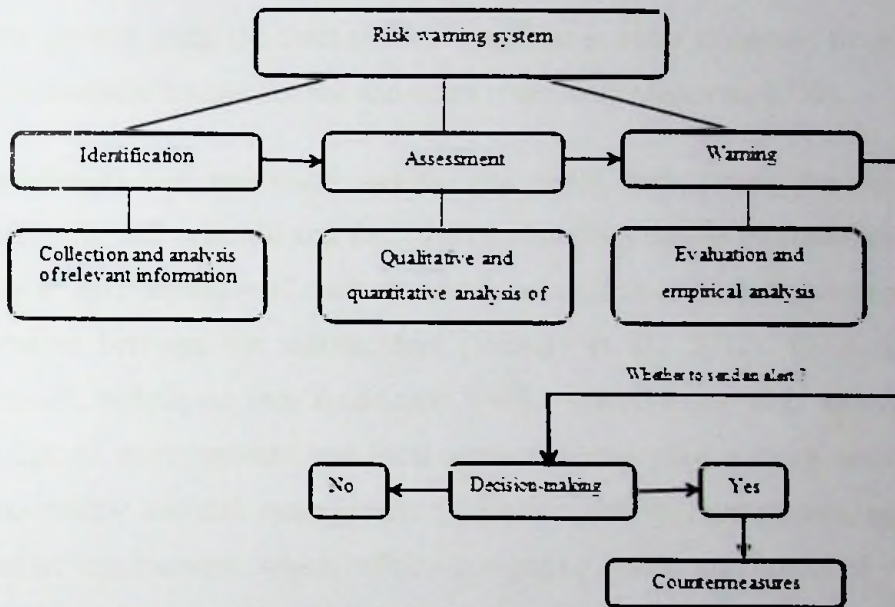 Risk warning system
Identification
Assessment
Warning
Collection and analysis
of relevant information
Qualitative and
quantitative analysis of
Evaluation and
empirical analysis
Whether to send an alert ?
No
Decision-making
Yes
Countermeasures